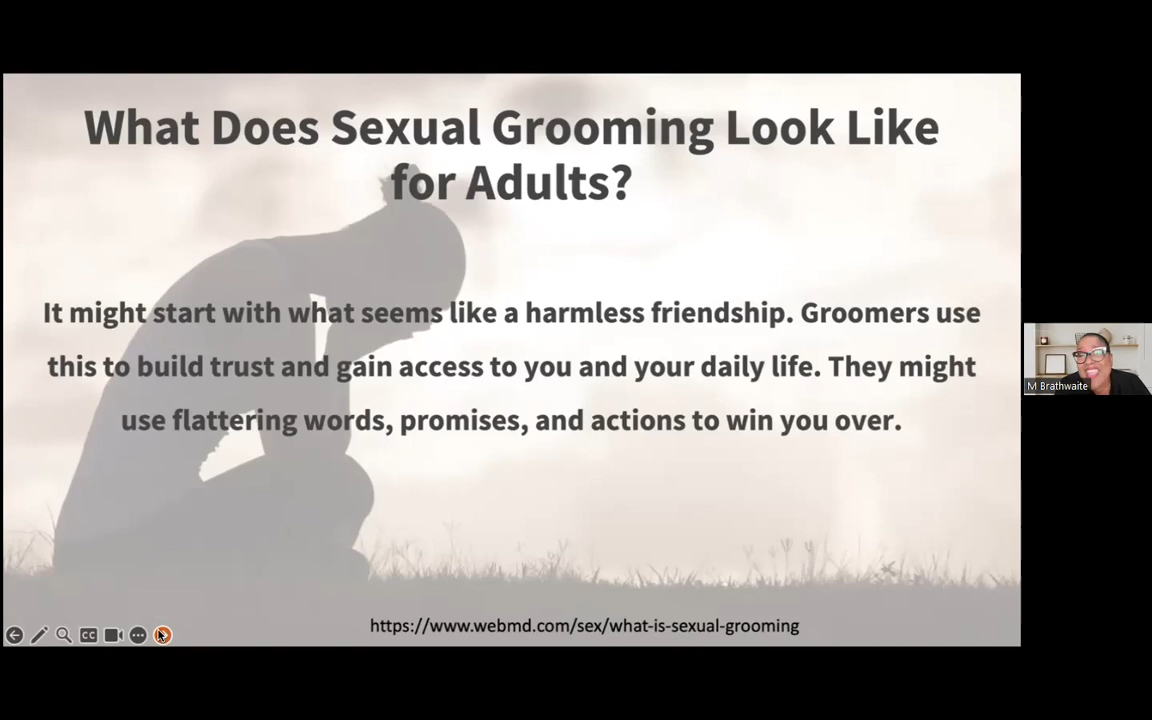 What Does Sexual Grooming Look Like
for Adults?
It might start with what seems like a harmless friendship. Groomers use
this to build trust and gain access to you and your daily life. They might
use flattering words, promises, and actions to win you over.
M Brathwaite
CC
https://www.webmd.com/sex/what-is-sexual-grooming